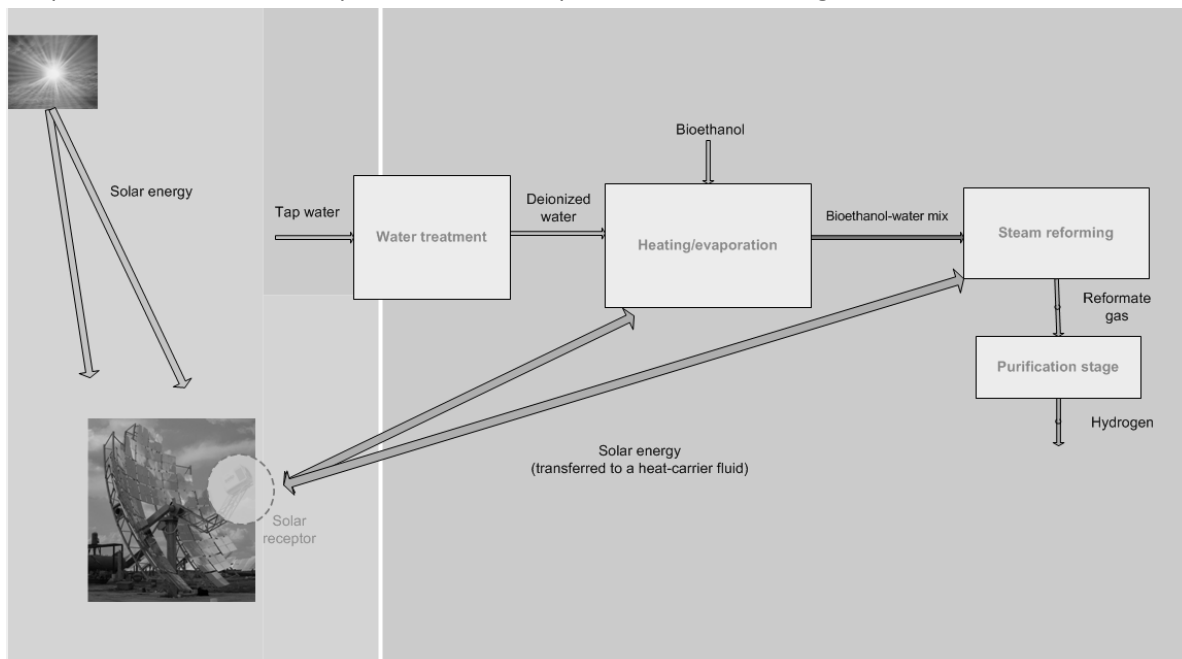 Solar energy
Tap water
Water treatment
Deionized
water
Bioethanol
Heating/evaporation
Bioethanol-water mix
Steam reforming
Reformate
gas
Purification stage
Hydrogen
Solar energy
(transferred to a heat-carrier fluid)
Solar
receptor